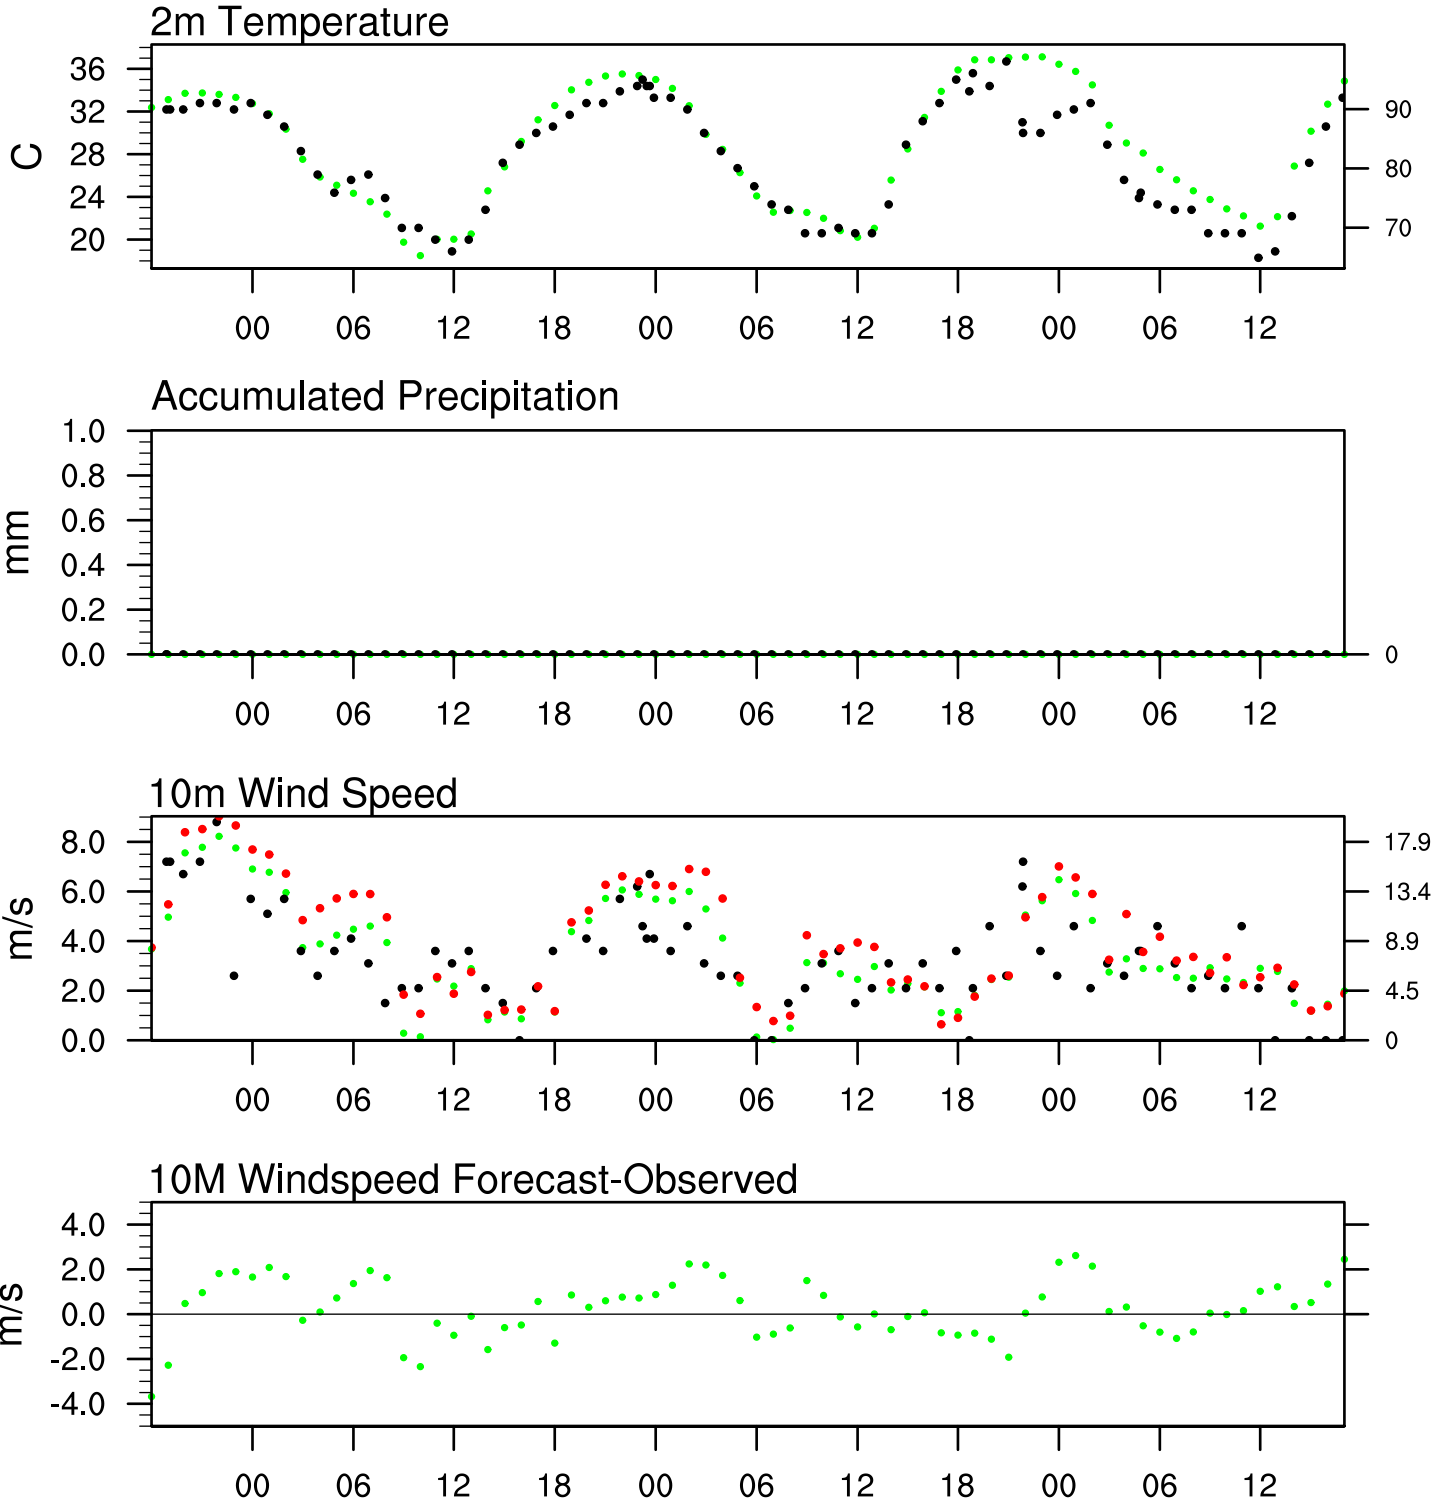 2m Temperature
36
32
90
C
28
80
24
70
20
00 06 12 18 00 06 12 18 00 06 12
Accumulated Precipitation
1.0
0.8
0.6
mm
0.4
0.2
0.0
0
00 06 12 18 00 06 12 18 00 06 12
10m Wind Speed
8.0 17.9
6.0 13.4
m/s
4.0 8.9
2.0 4.5
0.0 0
00 06 12 18 00 06 12 18 00 06 12
10M Windspeed Forecast-Observed
4.0
2.0
m/s
0.0
-2.0
-4.0
00 06 12 18 00 06 12 18 00 06 12